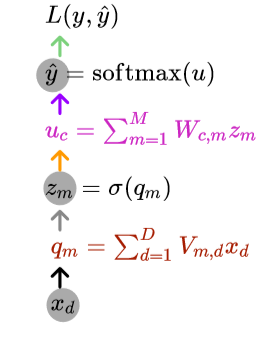 L(y, ŷ)
ŷ = softmax(u)
u_c = ∑_{m=1}^{M} W_{c,m} z_m
z_m = σ(q_m)
q_m = ∑_{d=1}^{D} V_{m,d} x_d
x_d